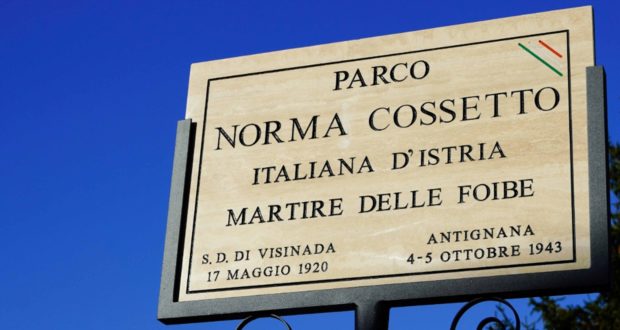 PARCO
NORMA COSSETTO
ITALIANA D'ISTRIA
MARTIRE DELLE FOIBE
S. D. DI VISINADA
17 MAGGIO 1920
ANTIGNANA
4-5 OTTOBRE 1943